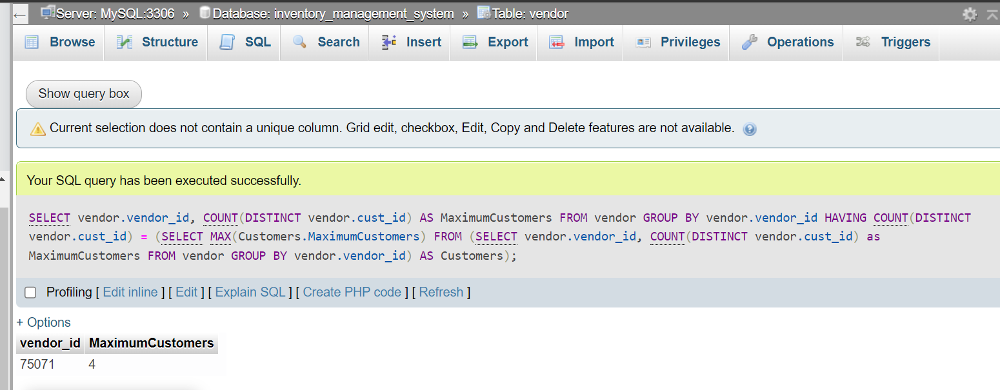 ← Server: MySQL:3306 » Database: inventory_management_system » Table: vendor
Browse Structure SQL Search Insert Export Import Privileges Operations Triggers
Show query box
Current selection does not contain a unique column. Grid edit, checkbox, Edit, Copy and Delete features are not available.
Your SQL query has been executed successfully.
SELECT vendor.vendor_id, COUNT(DISTINCT vendor.cust_id) AS MaximumCustomers FROM vendor GROUP BY vendor.vendor_id HAVING COUNT(DISTINCT
vendor.cust_id) = (SELECT MAX(Customers.MaximumCustomers) FROM (SELECT vendor.vendor_id, COUNT(DISTINCT vendor.cust_id) as
MaximumCustomers FROM vendor GROUP BY vendor.vendor_id) AS Customers);
Profiling [ Edit inline ] [ Edit ] [ Explain SQL ] [ Create PHP code ] [ Refresh ]
+ Options
vendor_id MaximumCustomers
75071 4